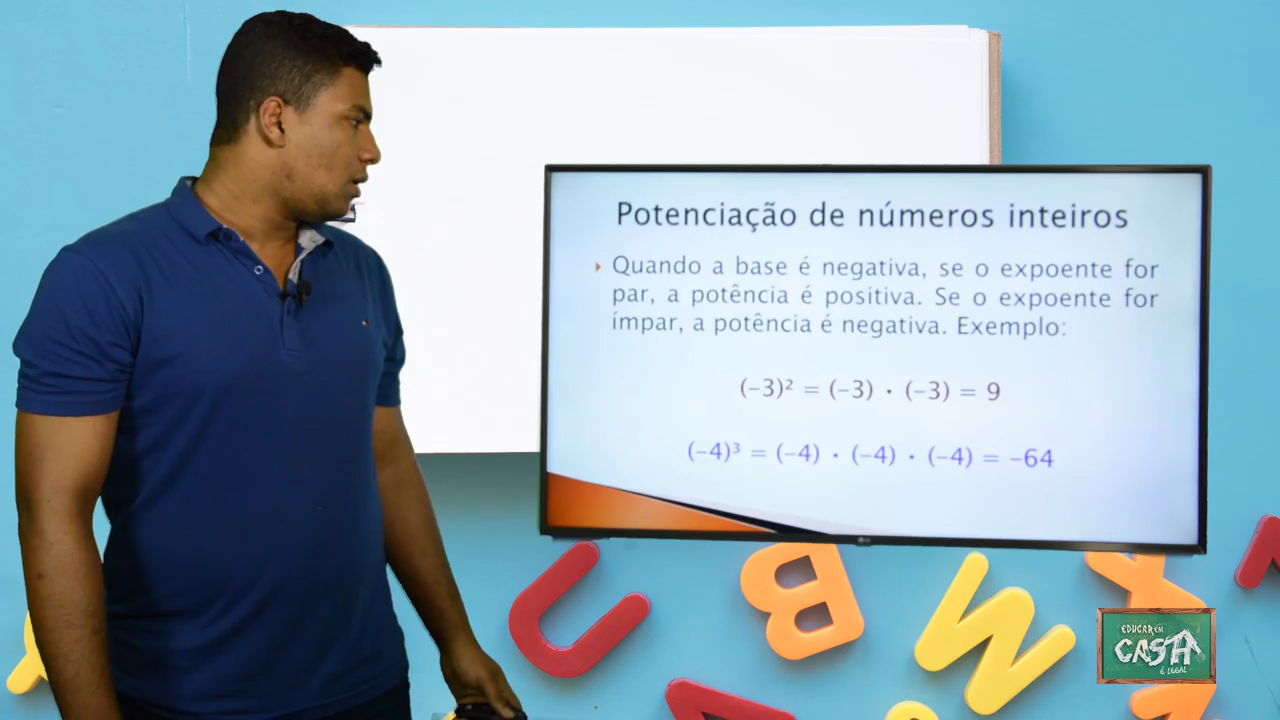 Potenciação de números inteiros
Quando a base é negativa, se o expoente for
par, a potência é positiva. Se o expoente for
ímpar, a potência é negativa. Exemplo:
(-3)² = (-3) · (-3) = 9
(-4)³ = (-4) · (-4) · (-4) = -64
U
B
W
X
EDUCAR EM
CASA
É LEGAL